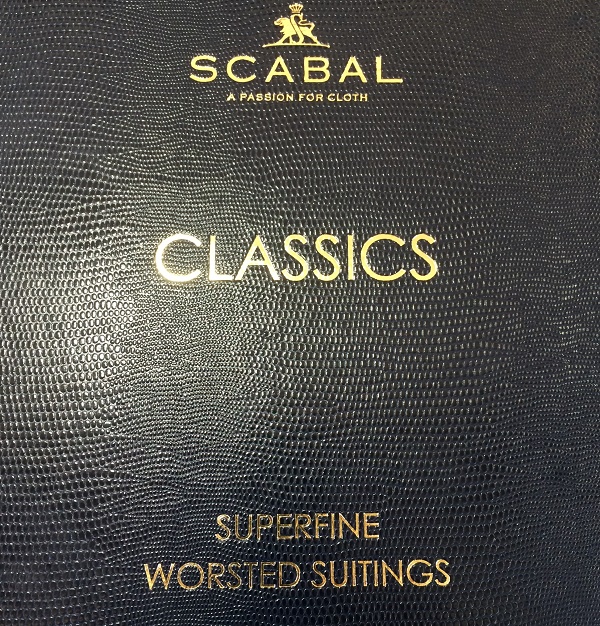 SCABAL
A PASSION FOR CLOTH
CLASSICS
SUPERFINE
WORSTED SUITINGS